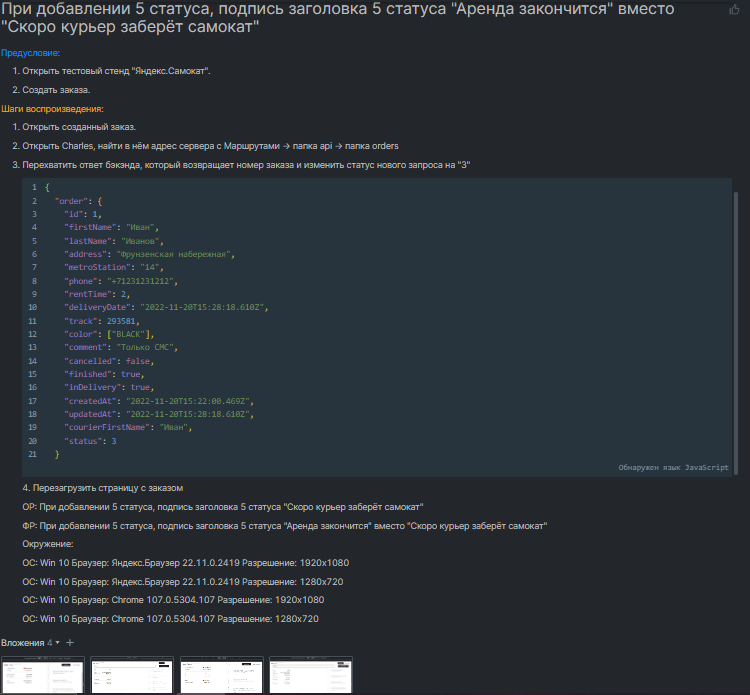 При добавлении 5 статуса, подпись заголовка 5 статуса "Аренда закончится" вместо
"Скоро курьер заберёт самокат"
Предусловие:
1. Открыть тестовый стенд "Яндекс.Самокат".
2. Создать заказа.
Шаги воспроизведения:
1. Открыть созданный заказ.
2. Открыть Charles, найти в нём адрес сервера с Маршрутами → папка api → папка orders
3. Перехватить ответ бэкэнда, который возвращает номер заказа и изменить статус нового запроса на "3"
1 {
2 "order": {
3 "id": 1,
4 "firstName": "Иван",
5 "lastName": "Иванов",
6 "address": "Фрунзенская набережная",
7 "metroStation": "14",
8 "phone": "+71231231212",
9 "rentTime": 2,
10 "deliveryDate": "2022-11-20T15:28:18.610Z",
11 "track": 293581,
12 "color": ["BLACK"],
13 "comment": "Только СМС",
14 "cancelled": false,
15 "finished": true,
16 "inDelivery": true,
17 "createdAt": "2022-11-20T15:22:00.469Z",
18 "updatedAt": "2022-11-20T15:28:18.610Z",
19 "courierFirstName": "Иван",
20 "status": 3
21 }
Обнаружен язык JavaScript
4. Перезагрузить страницу с заказом
ОР: При добавлении 5 статуса, подпись заголовка 5 статуса "Скоро курьер заберёт самокат"
ФР: При добавлении 5 статуса, подпись заголовка 5 статуса "Аренда закончится" вместо "Скоро курьер заберёт самокат"
Окружение:
ОС: Win 10 Браузер: Яндекс.Браузер 22.11.0.2419 Разрешение: 1920x1080
ОС: Win 10 Браузер: Яндекс.Браузер 22.11.0.2419 Разрешение: 1280x720
ОС: Win 10 Браузер: Chrome 107.0.5304.107 Разрешение: 1920x1080
ОС: Win 10 Браузер: Chrome 107.0.5304.107 Разрешение: 1280x720
Вложения 4